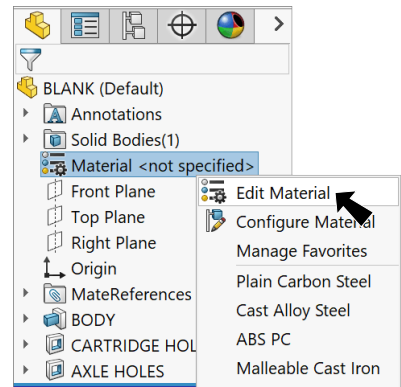 BLANK (Default)
Annotations
Solid Bodies(1)
Material <not specified>
Front Plane
Top Plane
Right Plane
Origin
MateReferences
BODY
CARTRIDGE HOL
AXLE HOLES
Edit Material
Configure Material
Manage Favorites
Plain Carbon Steel
Cast Alloy Steel
ABS PC
Malleable Cast Iron